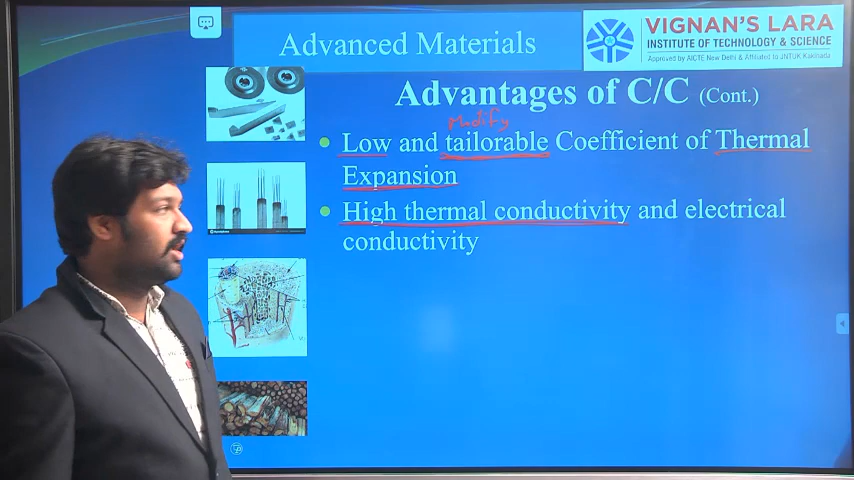 Advanced Materials
VIGNAN'S LARA
INSTITUTE OF TECHNOLOGY & SCIENCE
Approved by AICTE New Delhi & Affiliated to JNTUK Kakinada
Advantages of C/C (Cont.)
Modify
Low and tailorable Coefficient of Thermal
Expansion
High thermal conductivity and electrical
conductivity